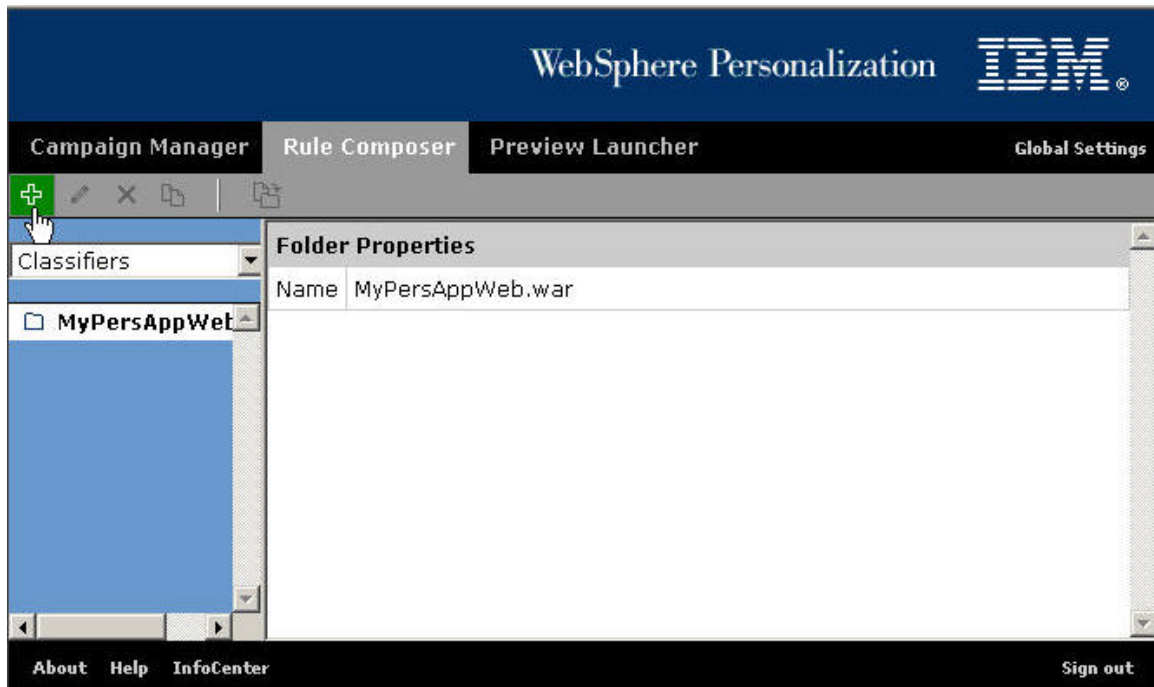 WebSphere Personalization IBM®
Campaign Manager Rule Composer Preview Launcher Global Settings
Classifiers
MyPersAppWeb
Folder Properties
Name MyPersAppWeb.war
About Help InfoCenter Sign out